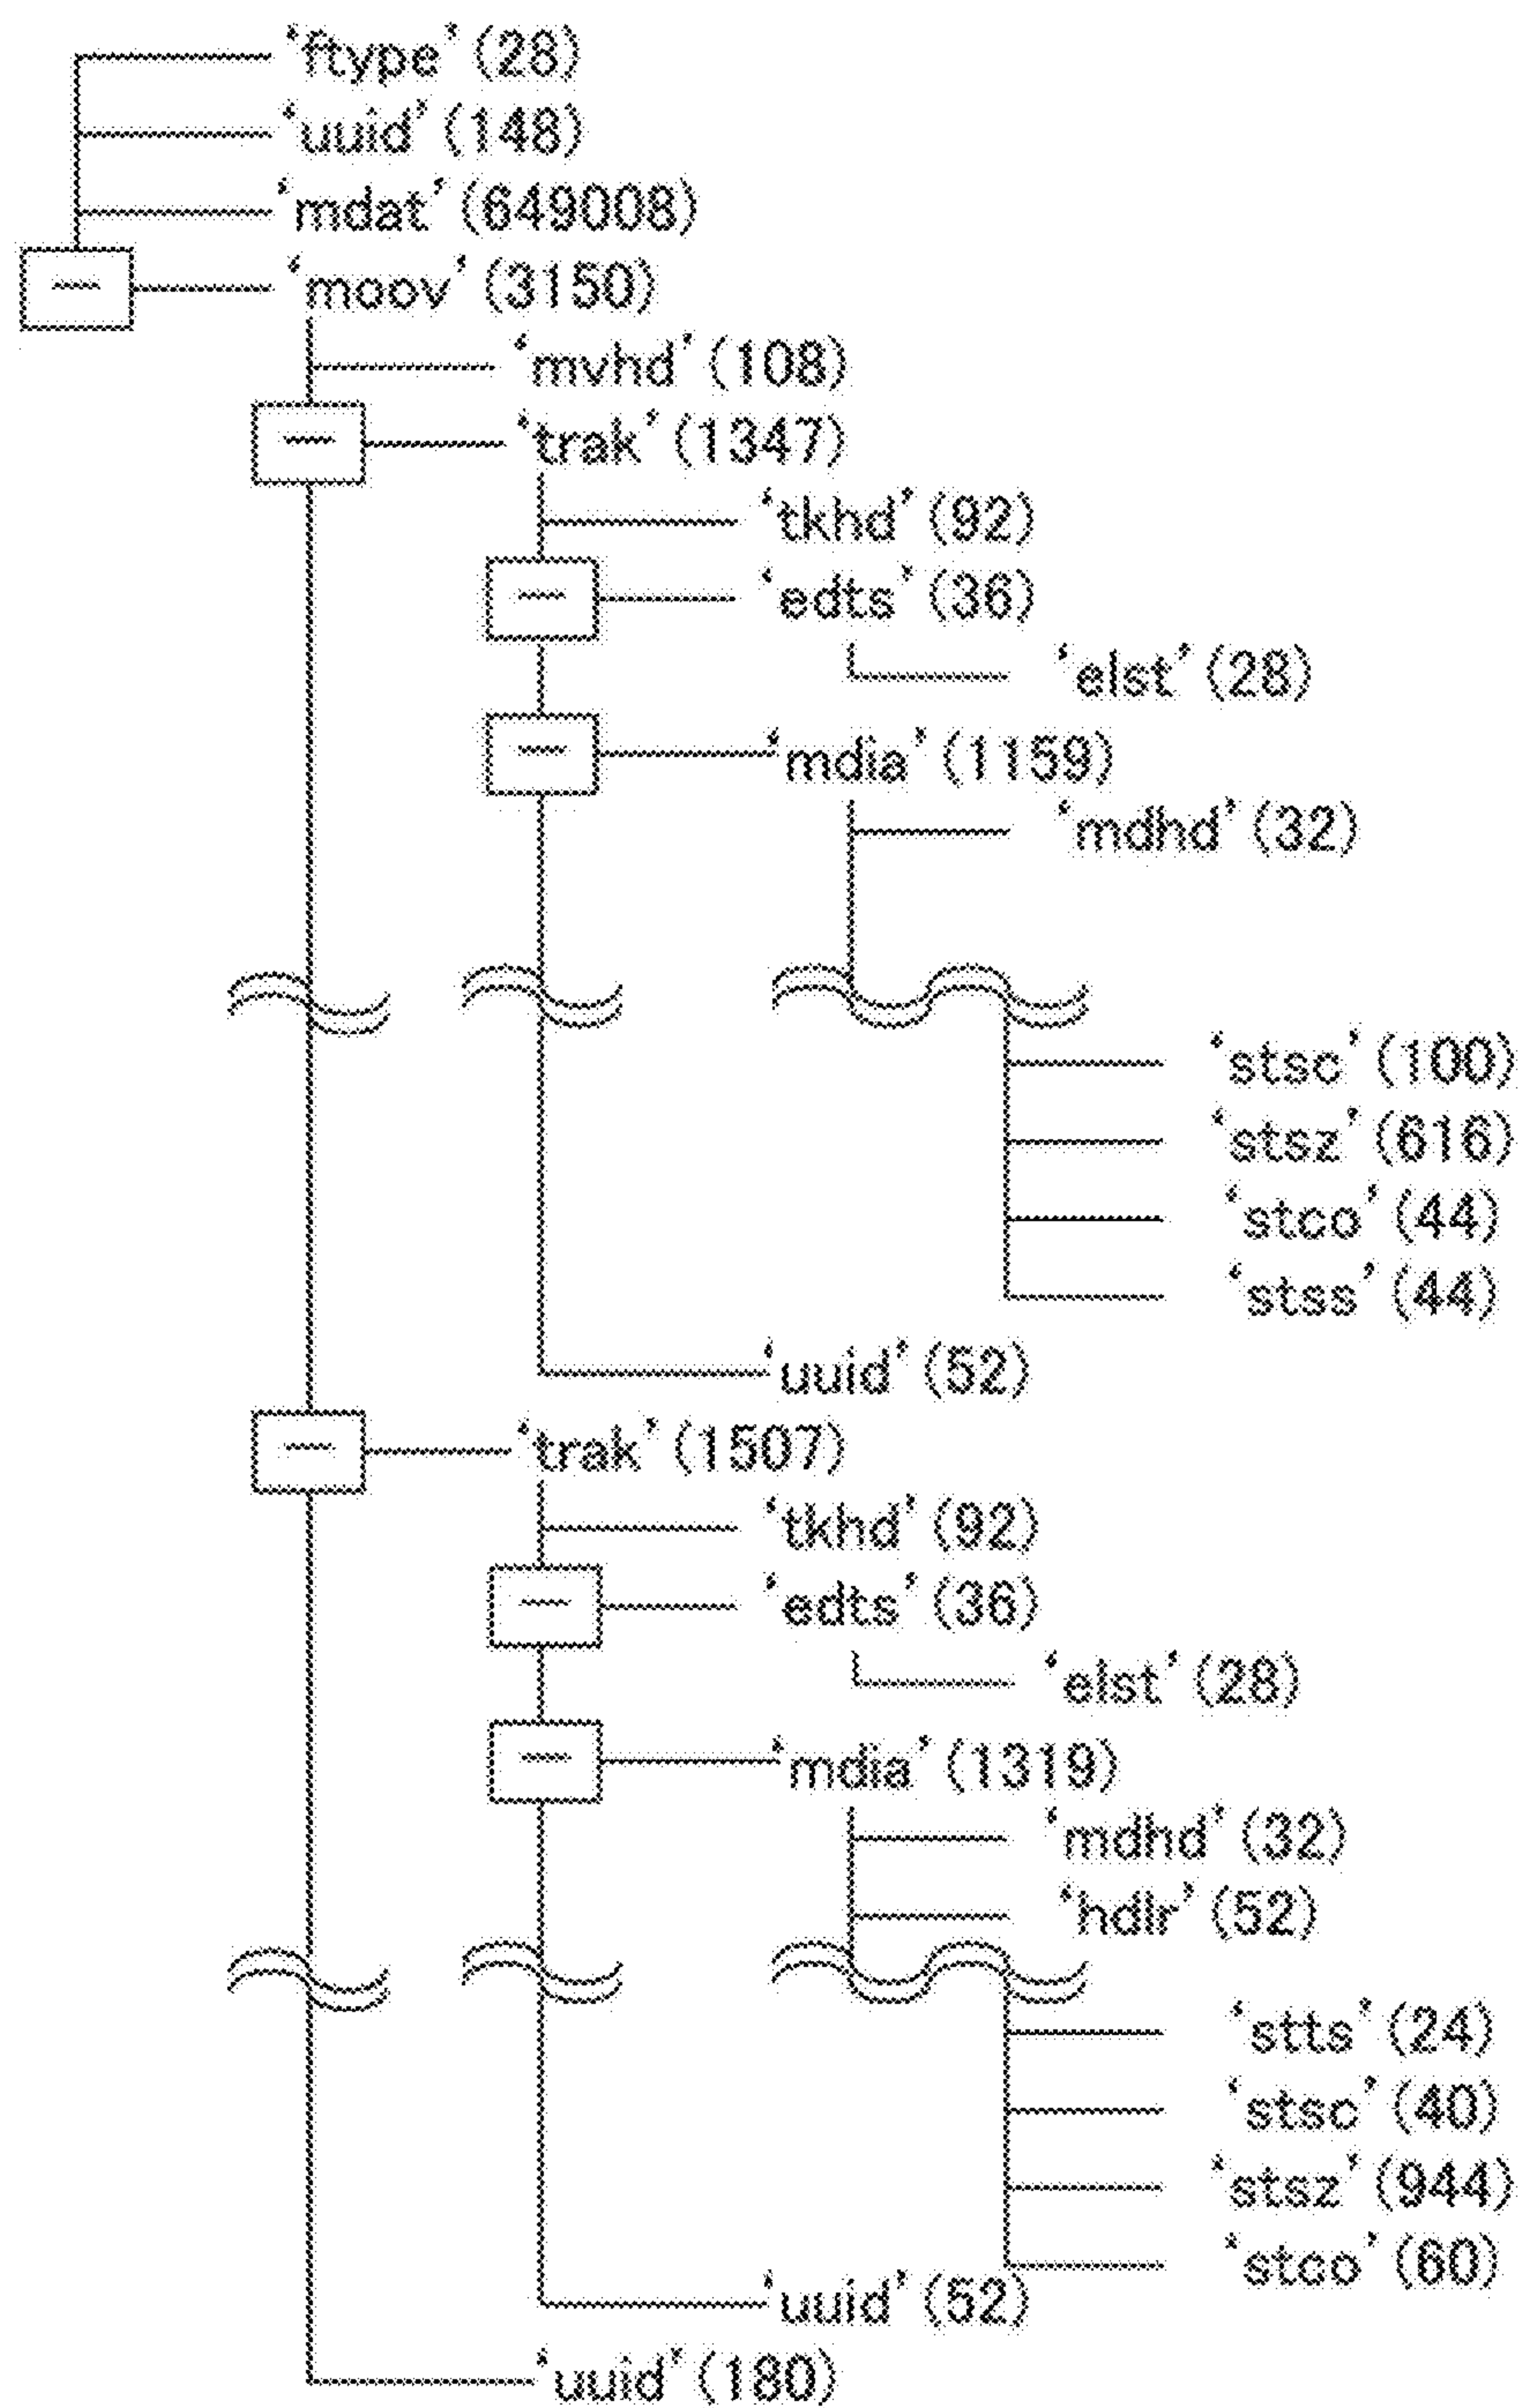 ‘ftype’(28)
‘uuid’(148)
‘mdat’(649008)
‘moov’(3150)
‘mvhd’(108)
‘trak’(1347)
‘tkhd’(92)
‘edts’(36)
‘elst’(28)
‘mdia’(1159)
‘mdhd’(32)
‘stsc’(100)
‘stsz’(616)
‘stco’(44)
‘stss’(44)
‘uuid’(52)
‘trak’(1507)
‘tkhd’(92)
‘edts’(36)
‘elst’(28)
‘mdia’(1319)
‘mdhd’(32)
‘hdlr’(52)
‘stts’(24)
‘stsc’(40)
‘stsz’(944)
‘stco’(60)
‘uuid’(52)
‘uuid’(180)